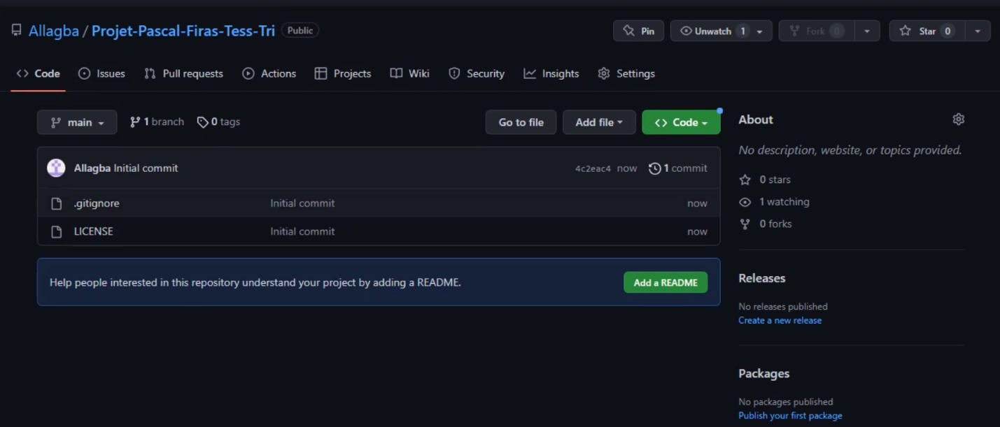 Allagba / Projet-Pascal-Firas-Tess-Tri Public Pin Unwatch 1 Fork 0 Star 0
Code Issues Pull requests Actions Projects Wiki Security Insights Settings
main 1 branch 0 tags Go to file Add file Code
Allagba Initial commit 4c2eac4 now 1 commit
.gitignore Initial commit now
LICENSE Initial commit now
Help people interested in this repository understand your project by adding a README. Add a README
About
No description, website, or topics provided.
0 stars
1 watching
0 forks
Releases
No releases published
Create a new release
Packages
No packages published
Publish your first package